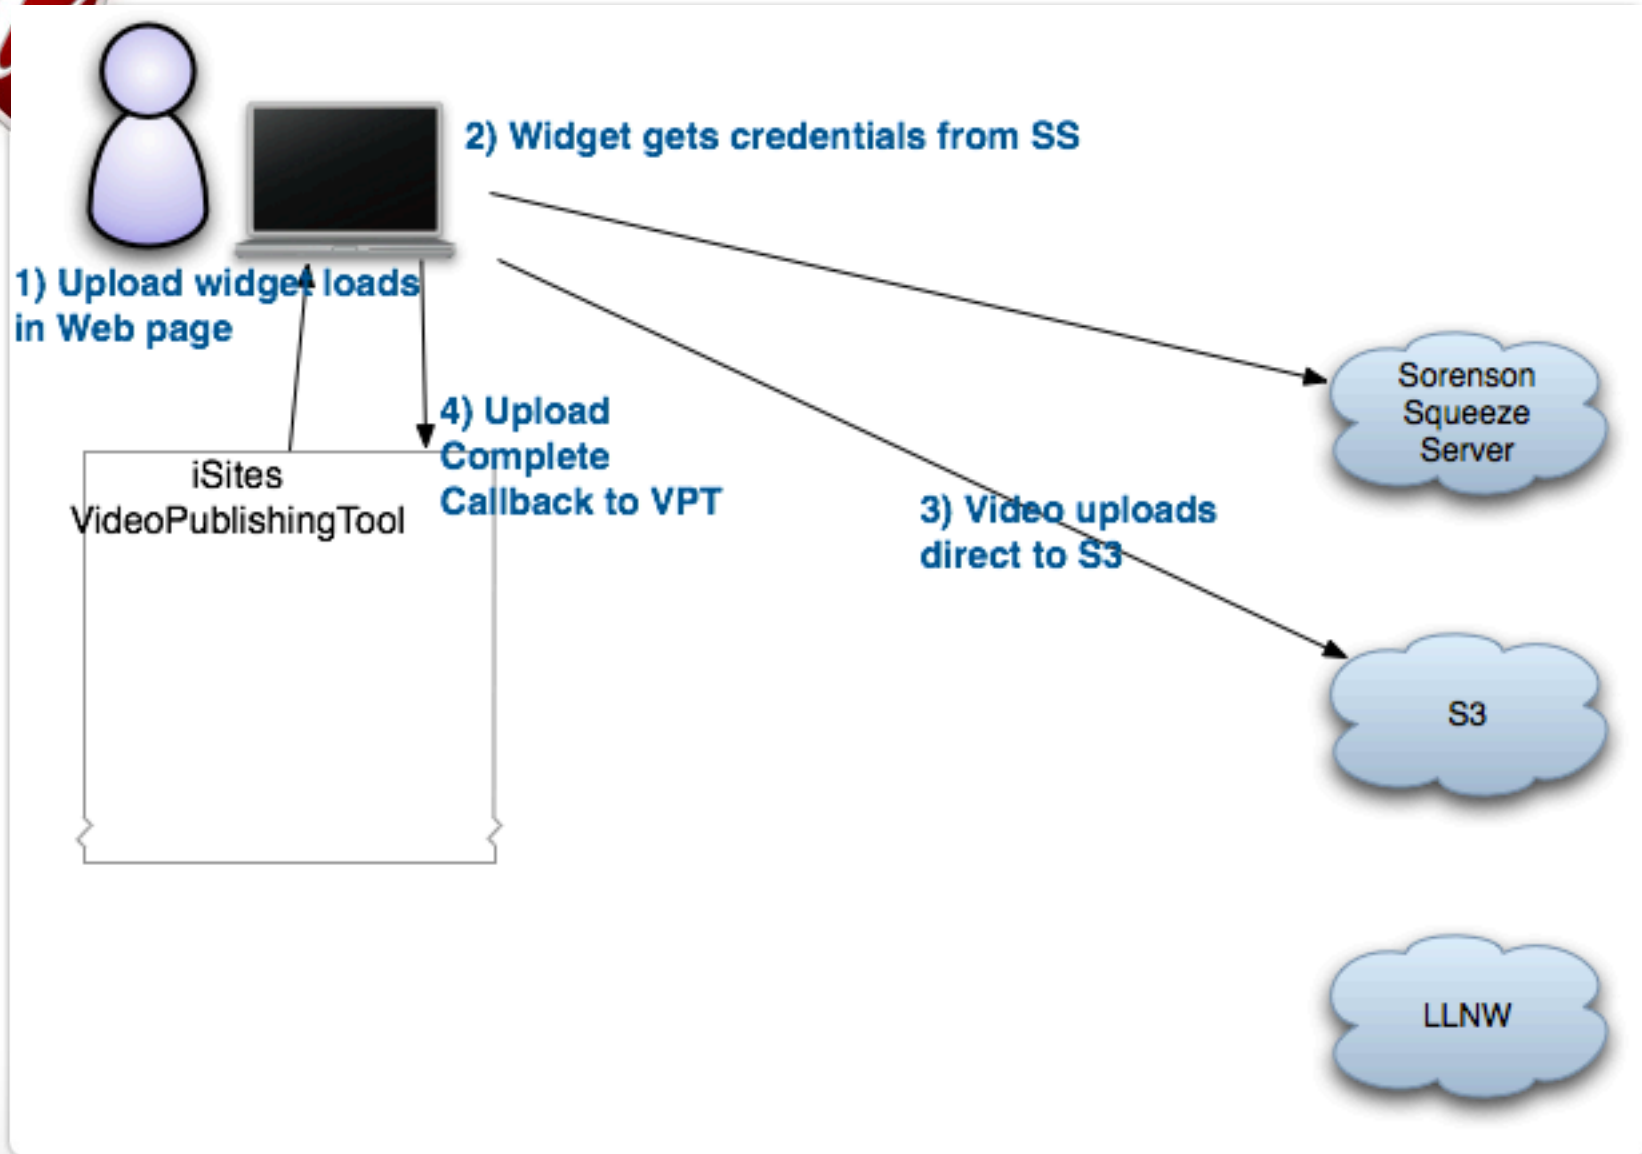 2) Widget gets credentials from SS
1) Upload widget loads
in Web page
4) Upload
Complete
Callback to VPT
iSites
VideoPublishingTool
3) Video uploads
direct to S3
Sorenson
Squeeze
Server
S3
LLNW